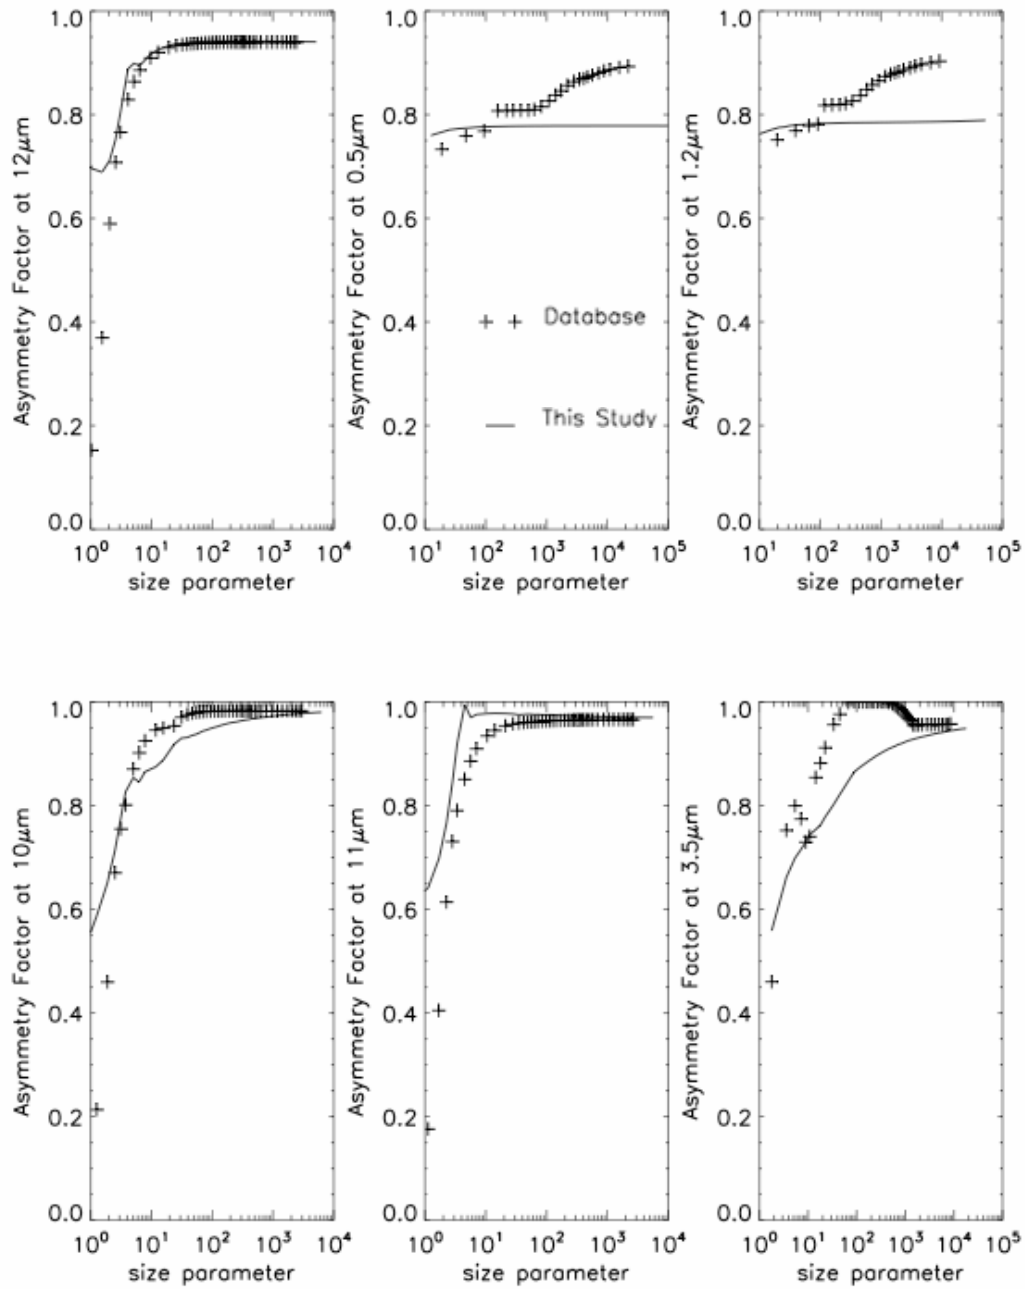 1.0
0.8
0.6
0.4
0.2
0.0
Asymmetry Factor at 12μm
10⁰ 10¹ 10² 10³ 10⁴
size parameter
1.0
0.8
0.6
0.4
0.2
0.0
Asymmetry Factor at 0.5μm
Database
This Study
10¹ 10² 10³ 10⁴ 10⁵
size parameter
1.0
0.8
0.6
0.4
0.2
0.0
Asymmetry Factor at 1.2μm
10¹ 10² 10³ 10⁴ 10⁵
size parameter
1.0
0.8
0.6
0.4
0.2
0.0
Asymmetry Factor at 10μm
10⁰ 10¹ 10² 10³ 10⁴
size parameter
1.0
0.8
0.6
0.4
0.2
0.0
Asymmetry Factor at 11μm
10⁰ 10¹ 10² 10³ 10⁴
size parameter
1.0
0.8
0.6
0.4
0.2
0.0
Asymmetry Factor at 3.5μm
10⁰ 10¹ 10² 10³ 10⁴ 10⁵
size parameter